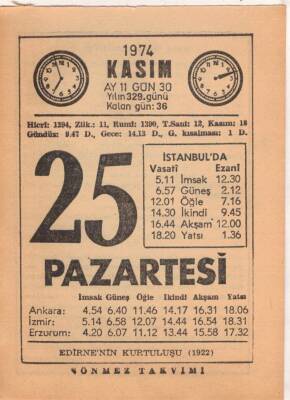 1974
KASIM
AY 11 GÜN 30
Yılın 329. günü
Kalan gün: 36
Hicrî: 1394, Zilk.: 11, Rumî: 1390, T.Sani: 12, Kasım: 18
Gündüz: 9.47 D., Gece: 14.13 D., G. kısalması: 1 D.
25
İSTANBUL'DA
Vasatî Ezanî
5.11 İmsak 12.30
6.57 Güneş 2.12
12.01 Öğle 7.16
14.30 İkindi 9.45
16.44 Akşam 12.00
18.20 Yatsı 1.36
PAZARTESİ
İmsak Güneş Öğle İkindi Akşam Yatsı
Ankara: 4.54 6.40 11.46 14.17 16.31 18.06
İzmir: 5.14 6.58 12.07 14.44 16.54 18.31
Erzurum: 4.20 6.07 11.12 13.44 15.58 17.32
EDİRNE'NİN KURTULUŞU (1922)
SÖNMEZ TAKVİMİ